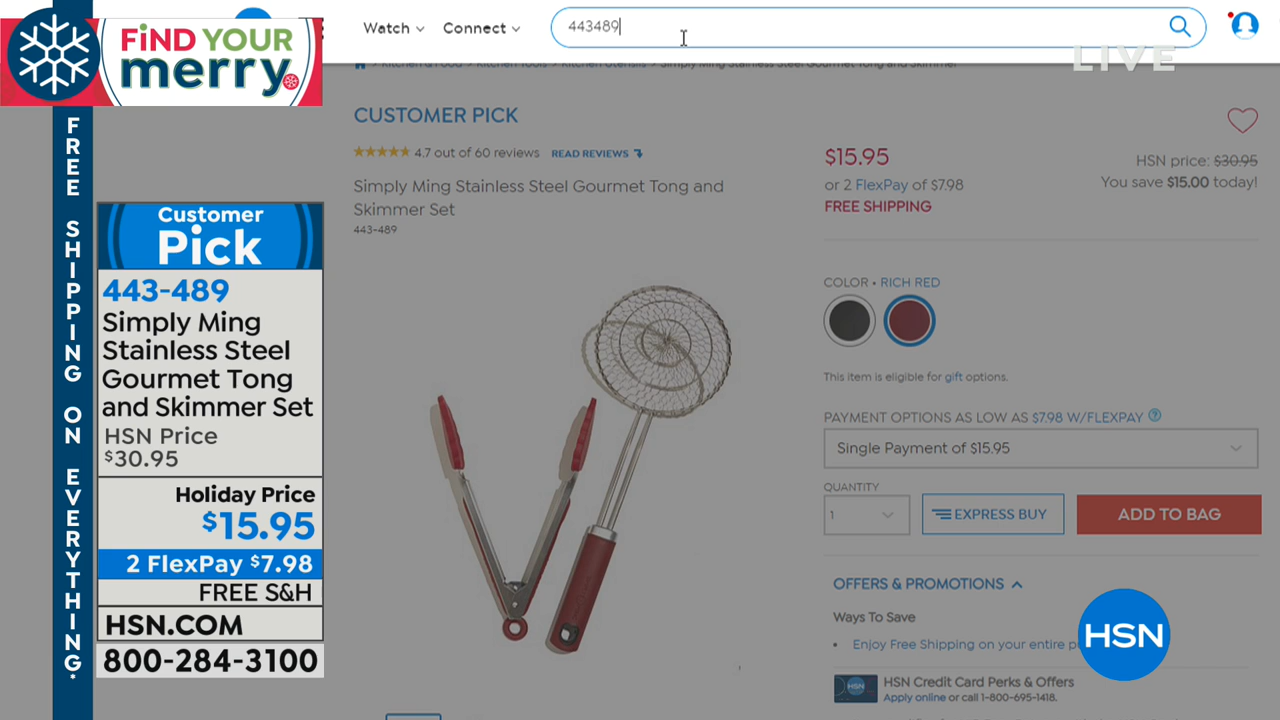 FiND YOUR
merry
FREE SHIPPING ON EVERYTHING.*
Customer
Pick
443-489
Simply Ming
Stainless Steel
Gourmet Tong
and Skimmer Set
HSN Price
$30.95
Holiday Price
$15.95
2 FlexPay $7.98
FREE S&H
HSN.COM
800-284-3100
Watch
Connect
443489
LIVE
Kitchen & Food Kitchen Tools Kitchen Utensils Simply Ming Stainless Steel Gourmet Tong and Skimmer
CUSTOMER PICK
4.7 out of 60 reviews READ REVIEWS
Simply Ming Stainless Steel Gourmet Tong and
Skimmer Set
443-489
$15.95
HSN price: $30.95
or 2 FlexPay of $7.98
You save $15.00 today!
FREE SHIPPING
COLOR • RICH RED
This item is eligible for gift options.
PAYMENT OPTIONS AS LOW AS $7.98 W/FLEXPAY ?
Single Payment of $15.95
QUANTITY
1
EXPRESS BUY
ADD TO BAG
OFFERS & PROMOTIONS
Ways To Save
• Enjoy Free Shipping on your entire p
HSN
HSN
HSN Credit Card Perks & Offers
Apply online or call 1-800-695-1418.